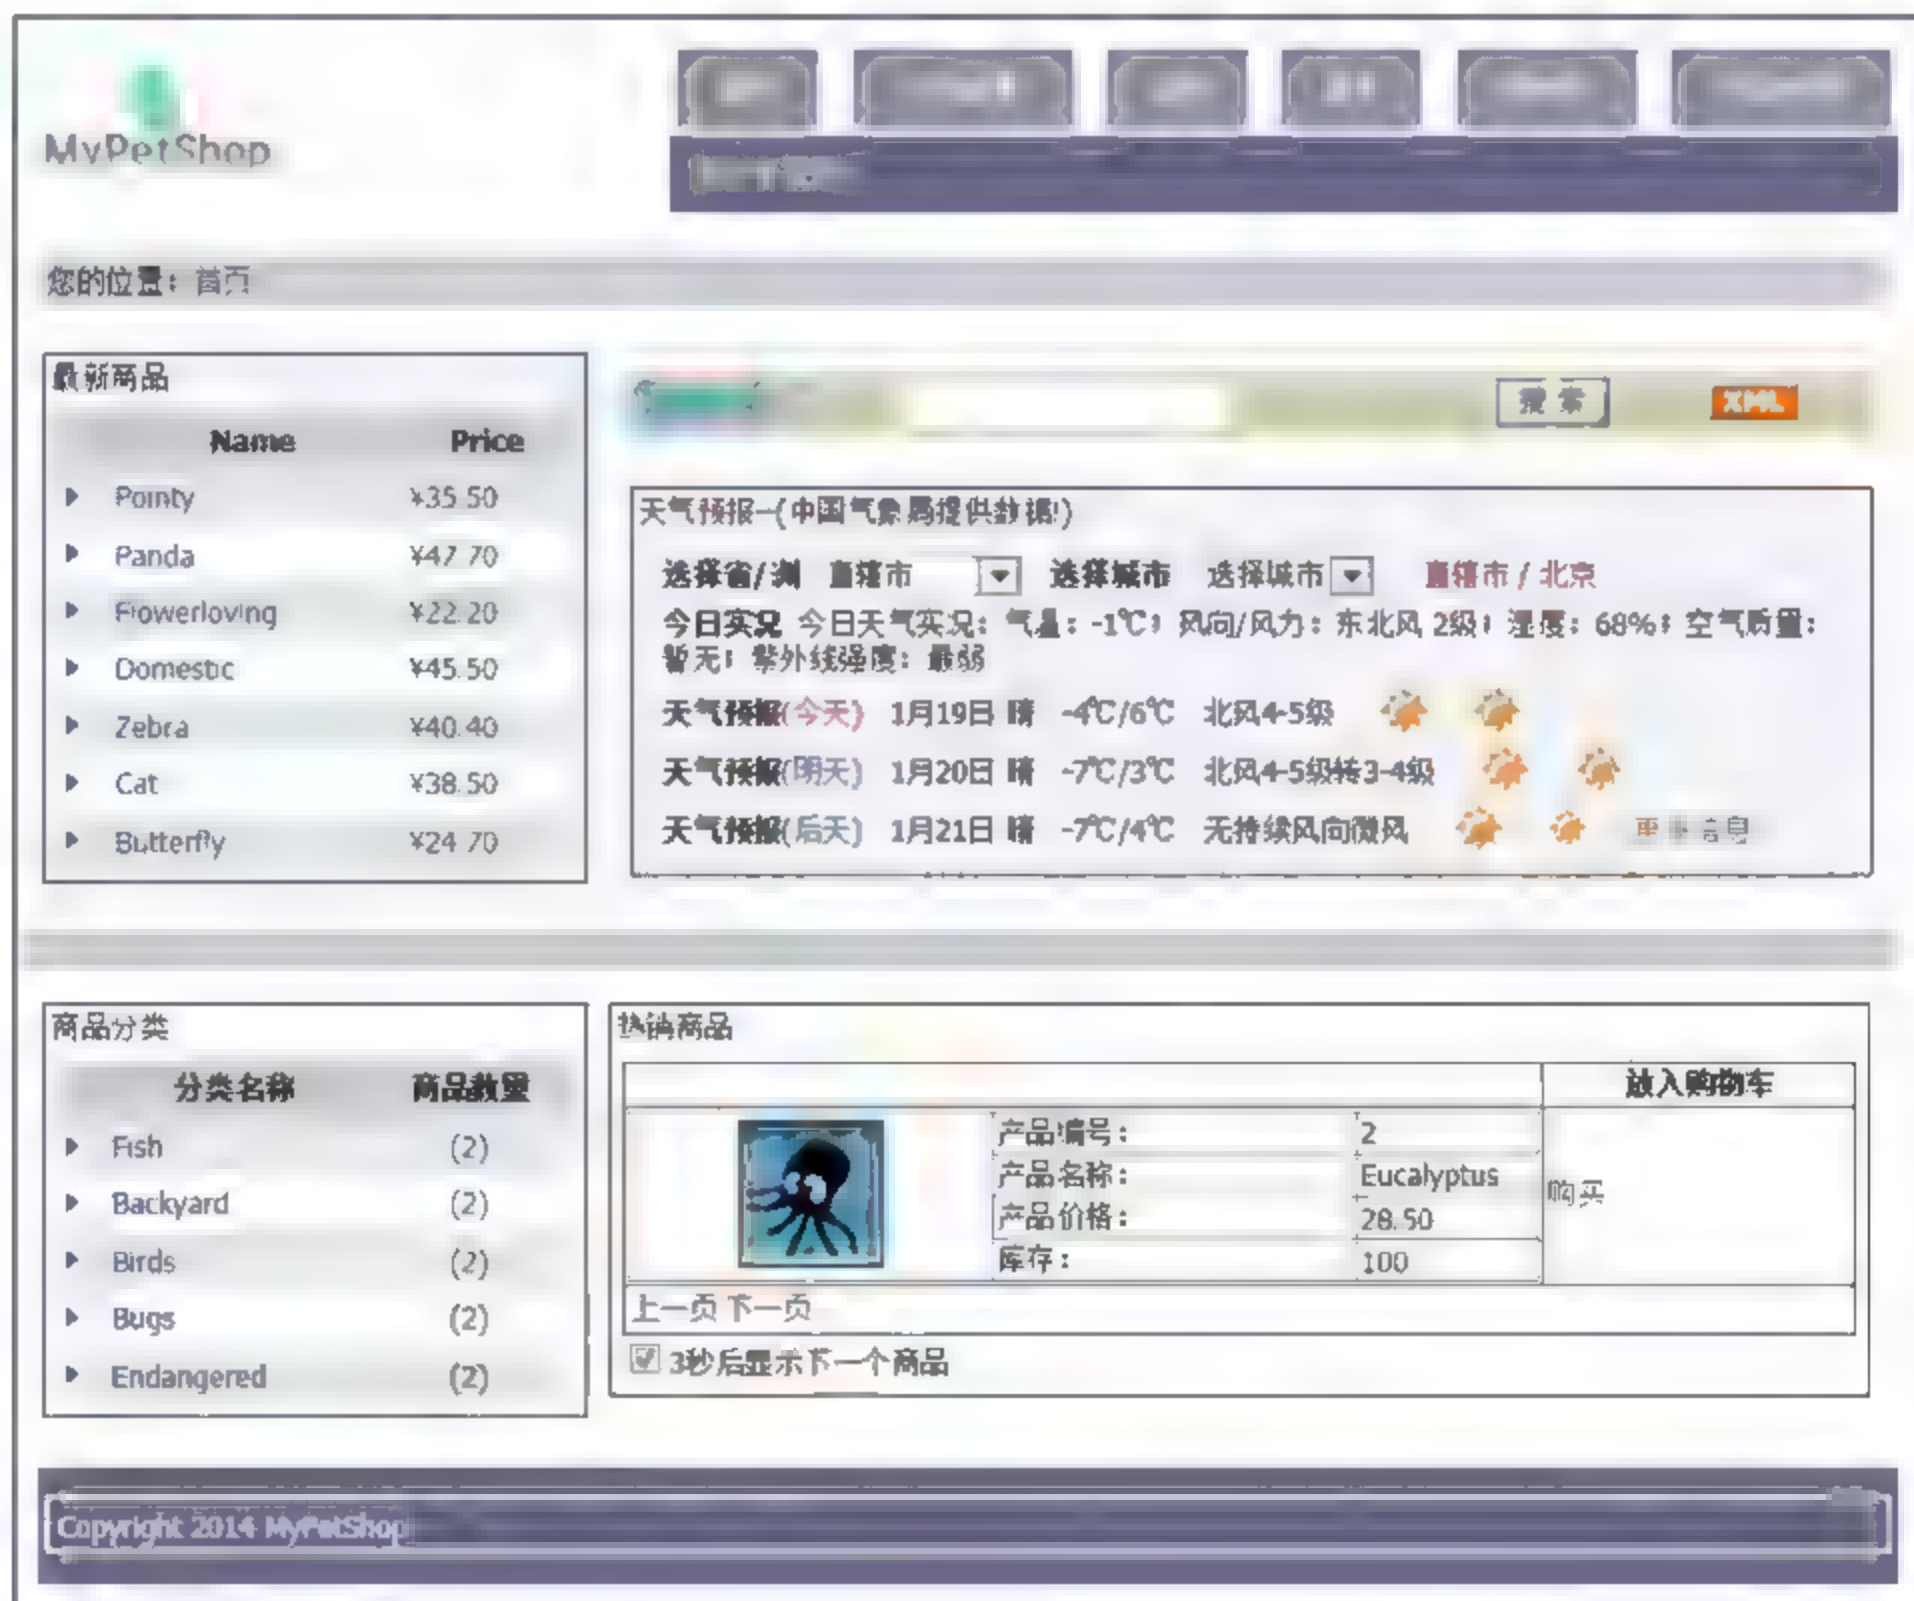 MyPetShop
您的位置：首页
最新商品
Name Price
Pointy ¥35.50
Panda ¥47.70
Flowerloving ¥22.20
Domestic ¥45.50
Zebra ¥40.40
Cat ¥38.50
Butterfly ¥24.70
搜索 XML
天气预报-(中国气象局提供数据!)
选择省/洲 直辖市 选择城市 选择城市 直辖市 / 北京
今日实况 今日天气实况：气温：-1℃；风向/风力：东北风 2级；湿度：68%；空气质量：
暂无；紫外线强度：最弱
天气预报(今天) 1月19日 晴 -4℃/6℃ 北风4-5级
天气预报(明天) 1月20日 晴 -7℃/3℃ 北风4-5级转3-4级
天气预报(后天) 1月21日 晴 -7℃/4℃ 无持续风向微风 更多信息
商品分类
分类名称 商品数量
Fish (2)
Backyard (2)
Birds (2)
Bugs (2)
Endangered (2)
热销商品
放入购物车
产品编号： 2
产品名称： Eucalyptus
产品价格： 28.50
库存： 100
购买
上一页 下一页
3秒后显示下一个商品
Copyright 2014 MyPetShop